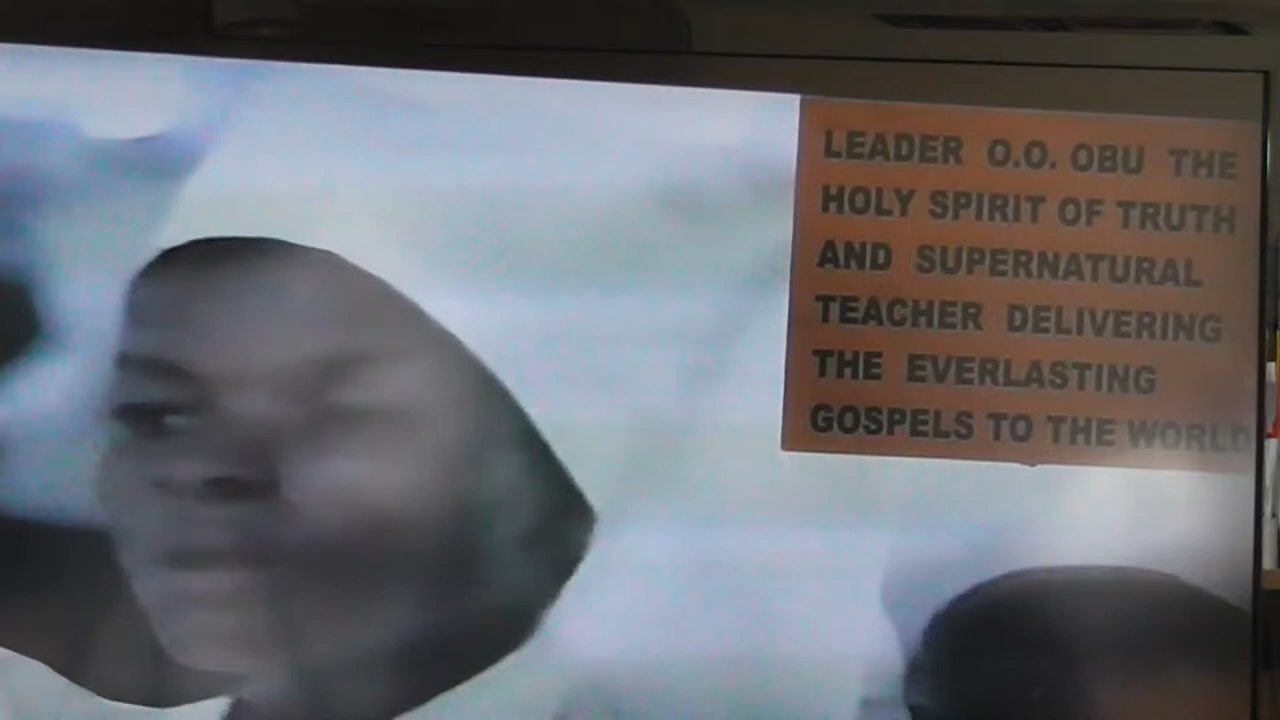 LEADER O.O. OBU THE
HOLY SPIRIT OF TRUTH
AND SUPERNATURAL
TEACHER DELIVERING
THE EVERLASTING
GOSPELS TO THE WORLD